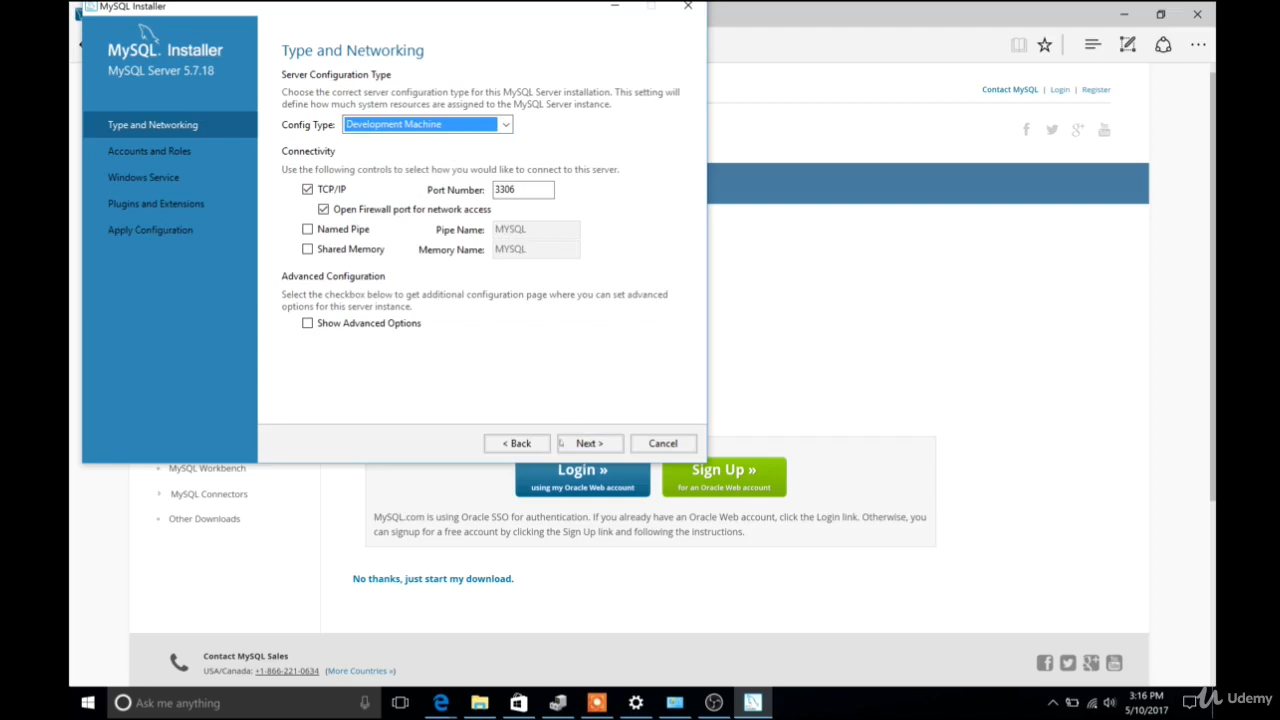 MySQL Installer
MySQL. Installer
MySQL Server 5.7.18
Type and Networking
Accounts and Roles
Windows Service
Plugins and Extensions
Apply Configuration
Type and Networking
Server Configuration Type
Choose the correct server configuration type for this MySQL Server installation. This setting will
define how much system resources are assigned to the MySQL Server instance.
Config Type: Development Machine
Connectivity
Use the following controls to select how you would like to connect to this server.
TCP/IP Port Number: 3306
Open Firewall port for network access
Named Pipe Pipe Name: MYSQL
Shared Memory Memory Name: MYSQL
Advanced Configuration
Select the checkbox below to get additional configuration page where you can set advanced
options for this server instance.
Show Advanced Options
< Back Next > Cancel
Contact MySQL | Login | Register
MySQL Workbench
MySQL Connectors
Other Downloads
Login »
using my Oracle Web account
Sign Up »
for an Oracle Web account
MySQL.com is using Oracle SSO for authentication. If you already have an Oracle Web account, click the Login link. Otherwise, you
can signup for a free account by clicking the Sign Up link and following the instructions.
No thanks, just start my download.
Contact MySQL Sales
USA/Canada: +1-866-221-0634 (More Countries »)
Ask me anything
3:16 PM
5/10/2017
Udemy